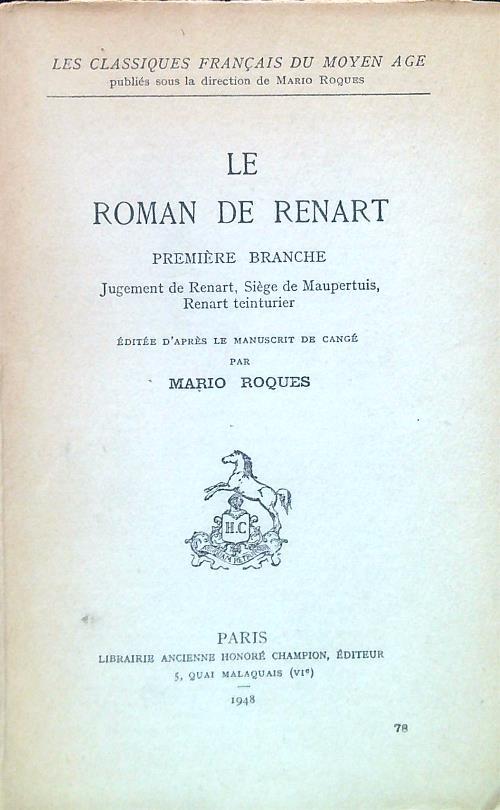 LES CLASSIQUES FRANÇAIS DU MOYEN AGE
publiés sous la direction de MARIO ROQUES
LE
ROMAN DE RENART
PREMIÈRE BRANCHE
Jugement de Renart, Siège de Maupertuis,
Renart teinturier
ÉDITÉE D'APRÈS LE MANUSCRIT DE CANGÉ
PAR
MARIO ROQUES
H.C
PARIS
LIBRAIRIE ANCIENNE HONORÉ CHAMPION, ÉDITEUR
5, QUAI MALAQUAIS (VIe)
1948
78